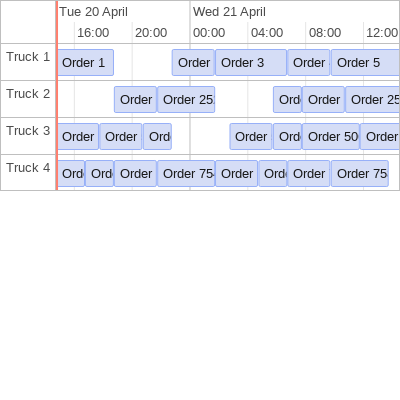 Tue 20 April Wed 21 April
16:00 20:00 00:00 04:00 08:00 12:00
Truck 1 Order 1 Order Order 3 Order Order 5
Truck 2 Order Order 25 Ord Order Order 25
Truck 3 Order Order Ord Order Ord Order 50 Order
Truck 4 Ord Ord Order Order 75 Order Ord Order Order 75